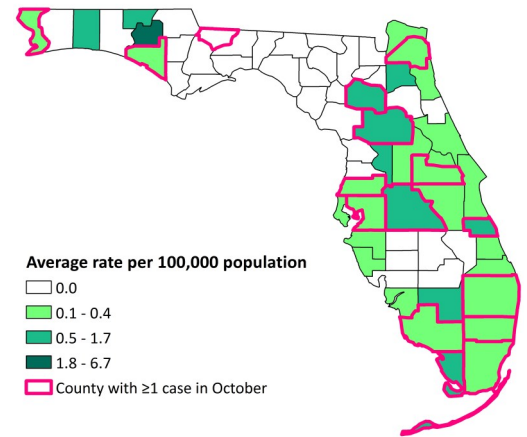 Average rate per 100,000 population
0.0
0.1 - 0.4
0.5 - 1.7
1.8 - 6.7
County with ≥1 case in October